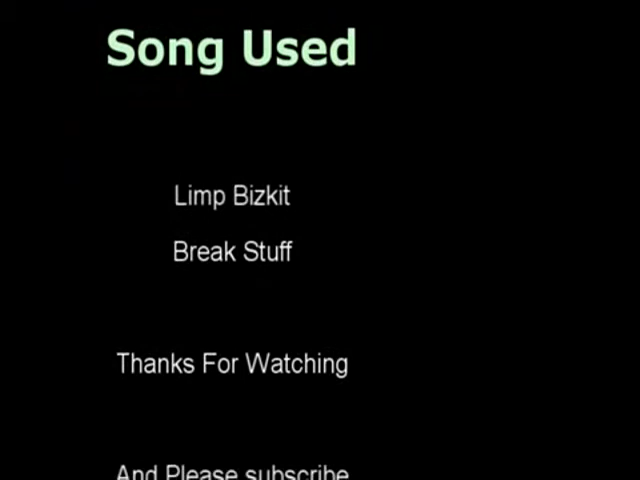 Song Used
Limp Bizkit
Break Stuff
Thanks For Watching
And Please subscribe